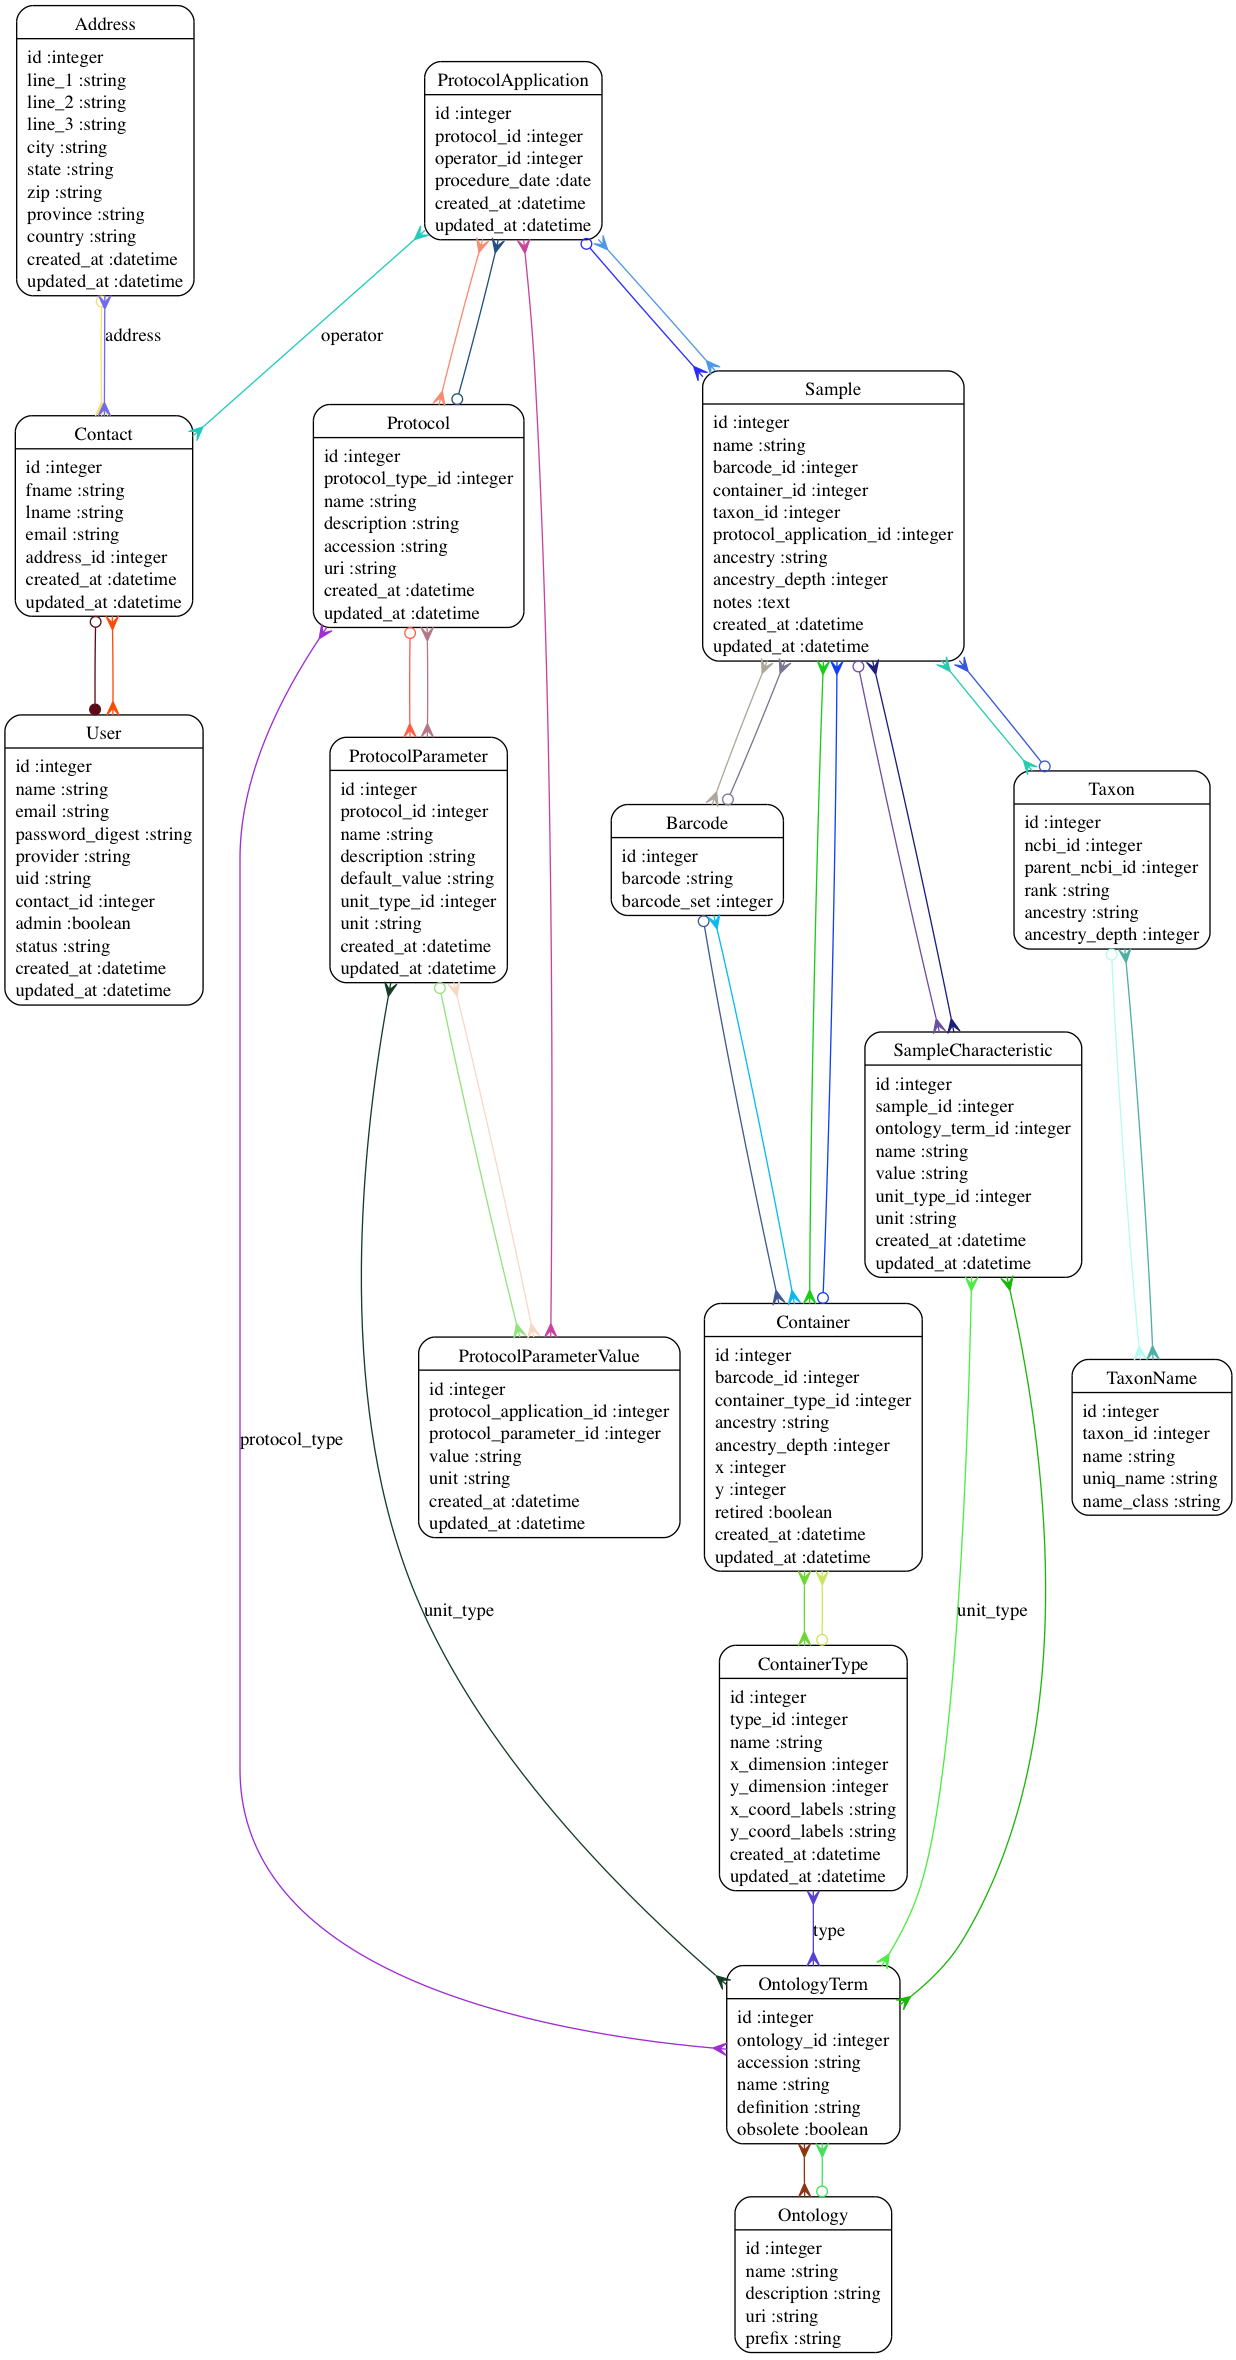 Address
id :integer
line_1 :string
line_2 :string
line_3 :string
city :string
state :string
zip :string
province :string
country :string
created_at :datetime
updated_at :datetime
ProtocolApplication
id :integer
protocol_id :integer
operator_id :integer
procedure_date :date
created_at :datetime
updated_at :datetime
address
operator
Contact
id :integer
fname :string
lname :string
email :string
address_id :integer
created_at :datetime
updated_at :datetime
Protocol
id :integer
protocol_type_id :integer
name :string
description :string
accession :string
uri :string
created_at :datetime
updated_at :datetime
Sample
id :integer
name :string
barcode_id :integer
container_id :integer
taxon_id :integer
protocol_application_id :integer
ancestry :string
ancestry_depth :integer
notes :text
created_at :datetime
updated_at :datetime
User
id :integer
name :string
email :string
password_digest :string
provider :string
uid :string
contact_id :integer
admin :boolean
status :string
created_at :datetime
updated_at :datetime
ProtocolParameter
id :integer
protocol_id :integer
name :string
description :string
default_value :string
unit_type_id :integer
unit :string
created_at :datetime
updated_at :datetime
Barcode
id :integer
barcode :string
barcode_set :integer
Taxon
id :integer
ncbi_id :integer
parent_ncbi_id :integer
rank :string
ancestry :string
ancestry_depth :integer
SampleCharacteristic
id :integer
sample_id :integer
ontology_term_id :integer
name :string
value :string
unit_type_id :integer
unit :string
created_at :datetime
updated_at :datetime
ProtocolParameterValue
id :integer
protocol_application_id :integer
protocol_parameter_id :integer
value :string
unit :string
created_at :datetime
updated_at :datetime
Container
id :integer
barcode_id :integer
container_type_id :integer
ancestry :string
ancestry_depth :integer
x :integer
y :integer
retired :boolean
created_at :datetime
updated_at :datetime
TaxonName
id :integer
taxon_id :integer
name :string
uniq_name :string
name_class :string
protocol_type
unit_type
unit_type
ContainerType
id :integer
type_id :integer
name :string
x_dimension :integer
y_dimension :integer
x_coord_labels :string
y_coord_labels :string
created_at :datetime
updated_at :datetime
type
OntologyTerm
id :integer
ontology_id :integer
accession :string
name :string
definition :string
obsolete :boolean
Ontology
id :integer
name :string
description :string
uri :string
prefix :string